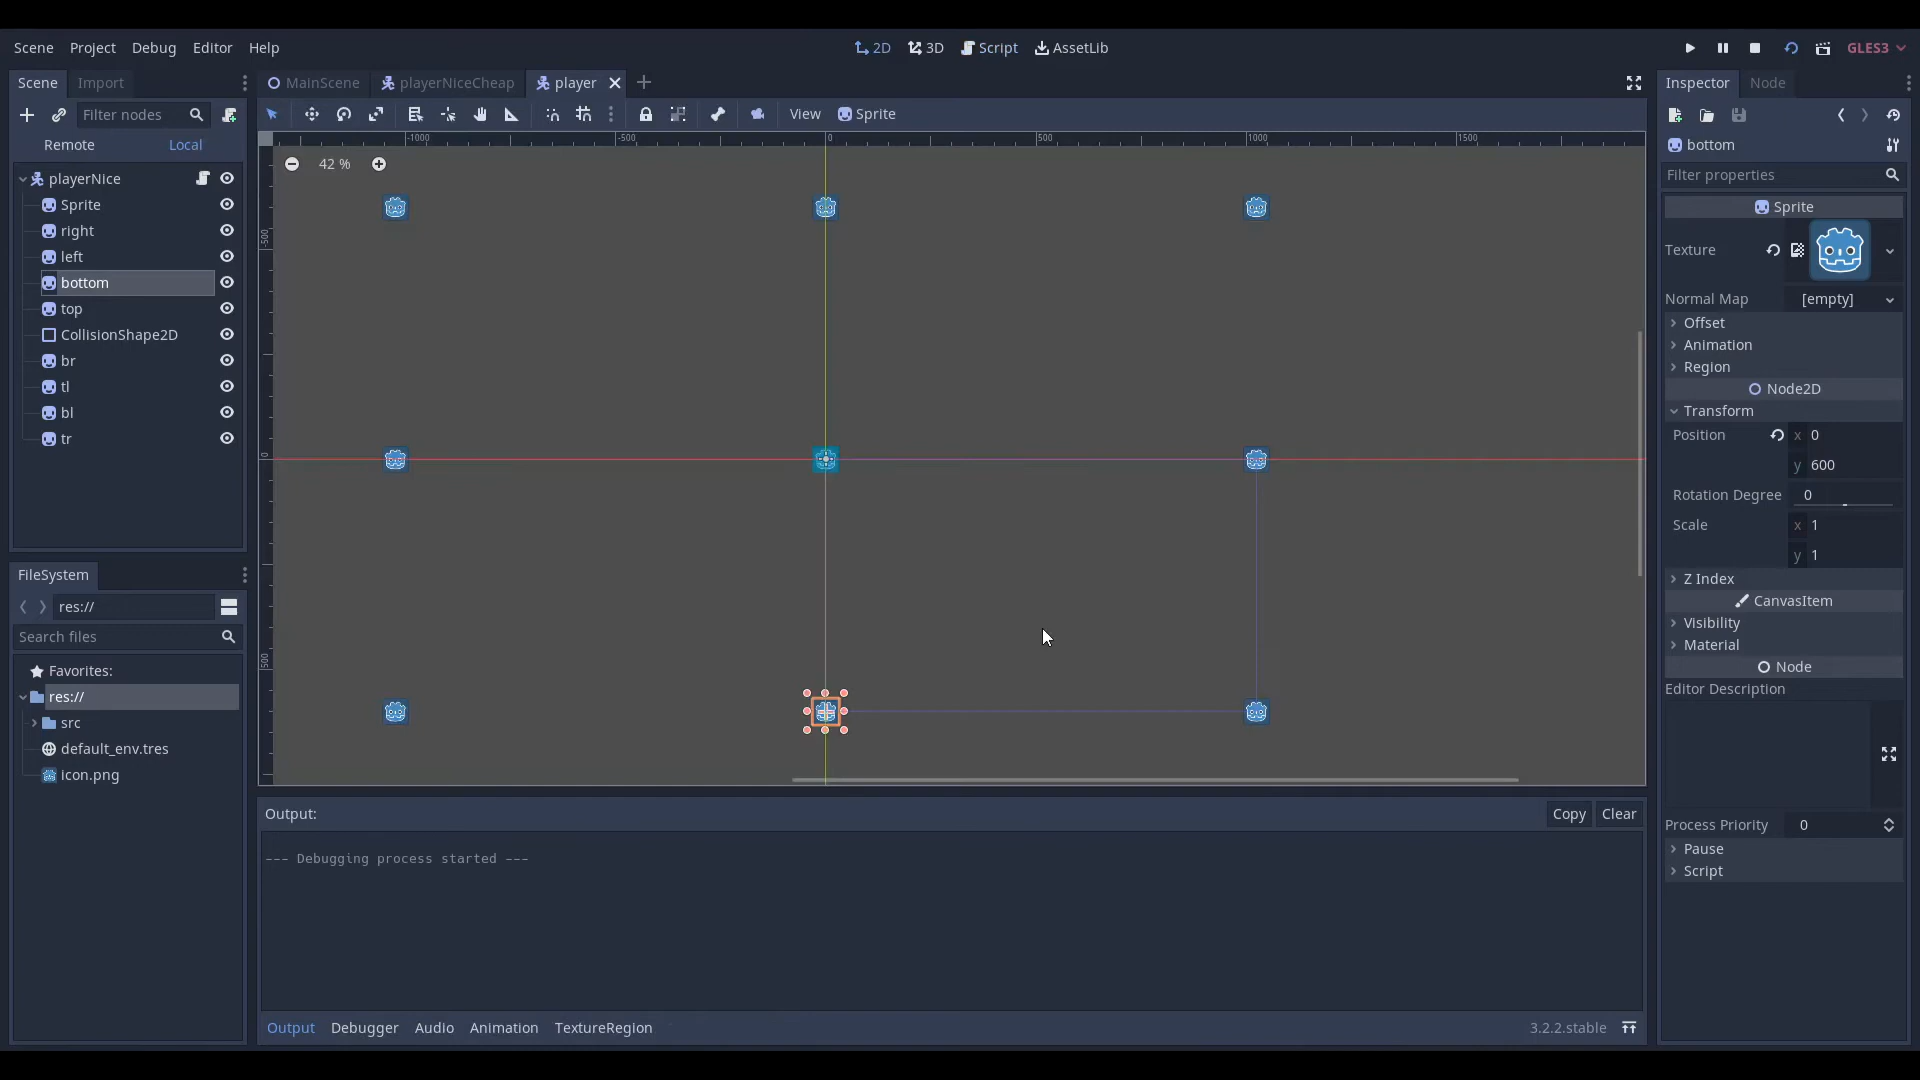 Scene Project Debug Editor Help
2D 3D Script AssetLib
GLES3
Scene Import
MainScene playerNiceCheap player
Inspector Node
Filter nodes
View Sprite
Remote Local
bottom
Filter properties
-1000 -500 0 500 1000 1500
42 %
playerNice
Sprite
right
left
bottom
top
CollisionShape2D
br
tl
bl
tr
-500
0
500
Sprite
Texture
Normal Map [empty]
Offset
Animation
Region
Node2D
Transform
Position x 0
y 600
Rotation Degree 0
Scale x 1
y 1
Z Index
CanvasItem
Visibility
Material
Node
Editor Description
Process Priority 0
Pause
Script
FileSystem
res://
Search files
Favorites:
res://
src
default_env.tres
icon.png
Output: Copy Clear
--- Debugging process started ---
Output Debugger Audio Animation TextureRegion 3.2.2.stable